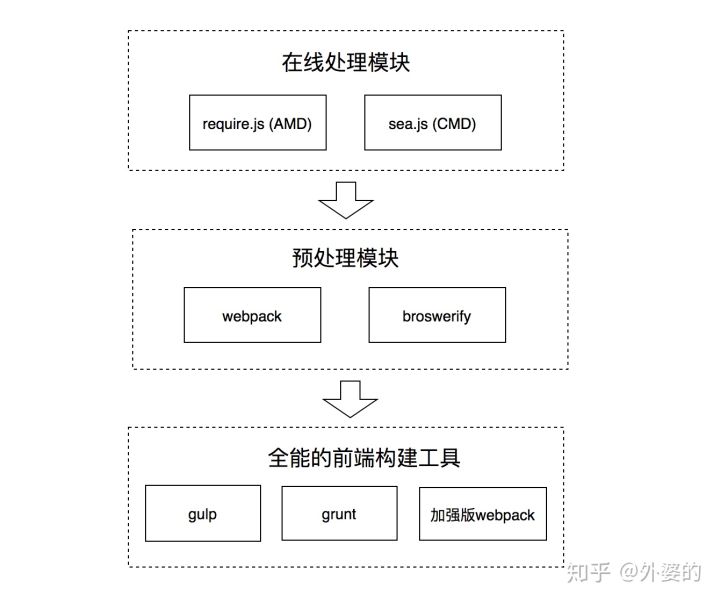 在线处理模块
require.js (AMD) sea.js (CMD)
预处理模块
webpack broswerify
全能的前端构建工具
gulp grunt 加强版webpack
知乎 @外婆的